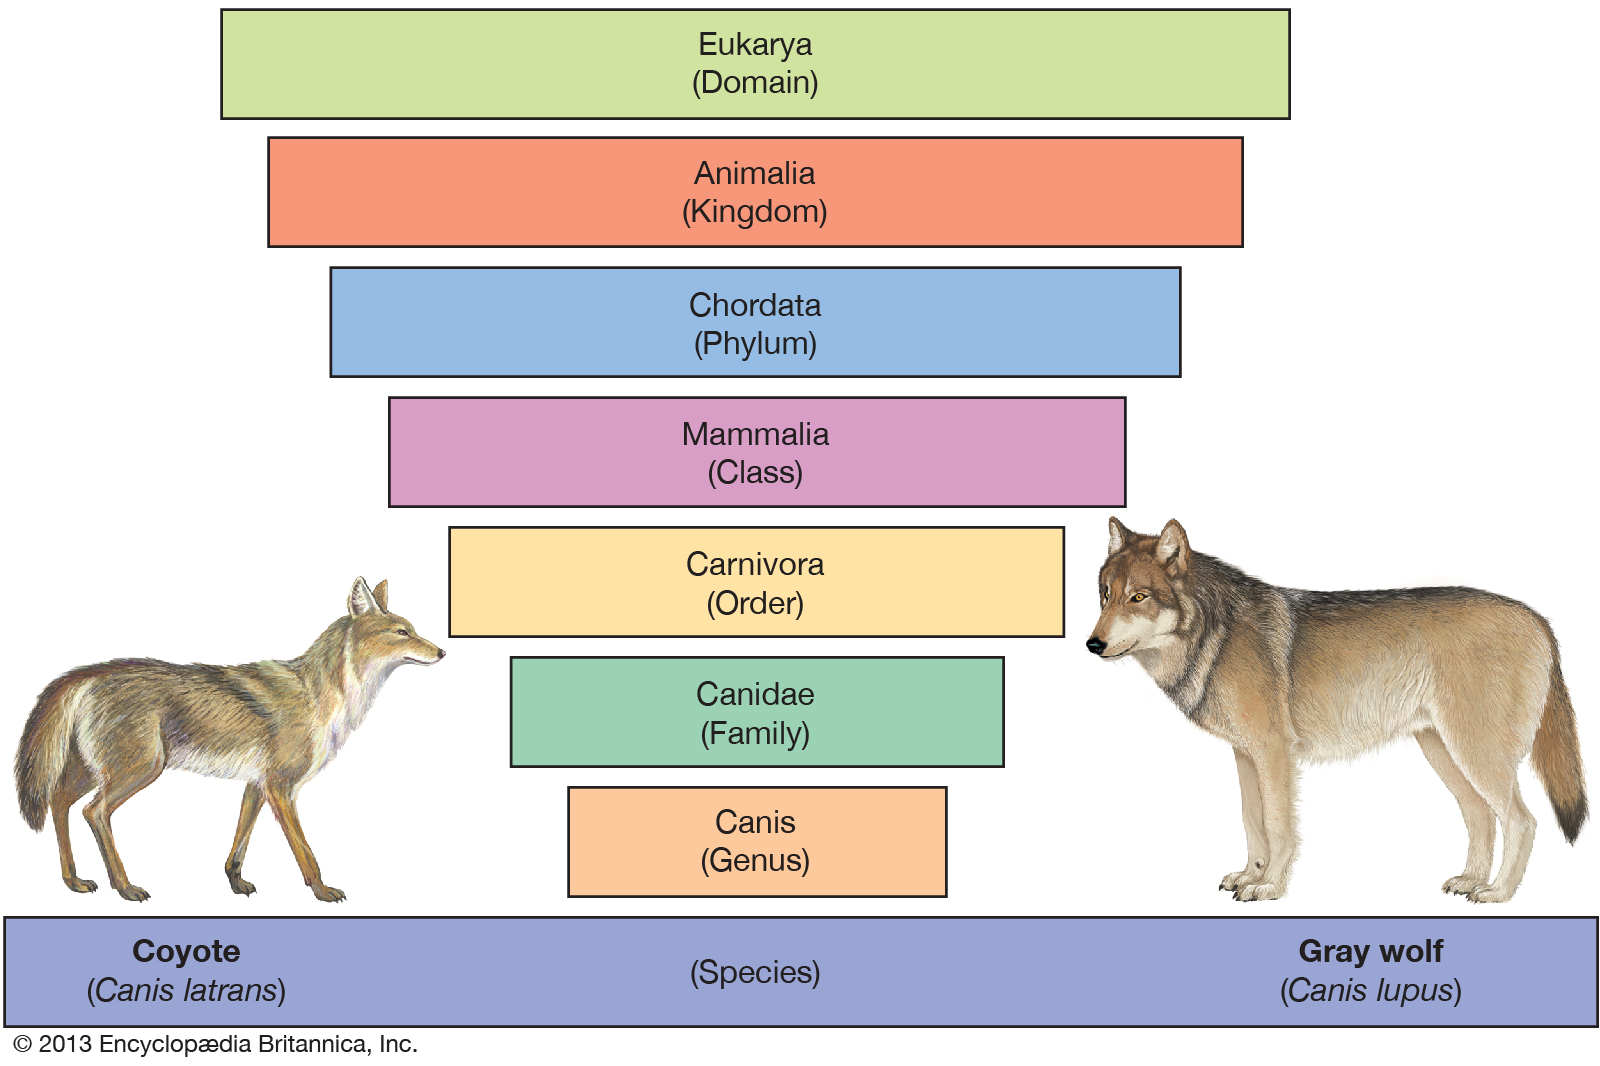 Eukarya
(Domain)
Animalia
(Kingdom)
Chordata
(Phylum)
Mammalia
(Class)
Carnivora
(Order)
Canidae
(Family)
Canis
(Genus)
Coyote
(Canis latrans)
(Species)
Gray wolf
(Canis lupus)
© 2013 Encyclopædia Britannica, Inc.